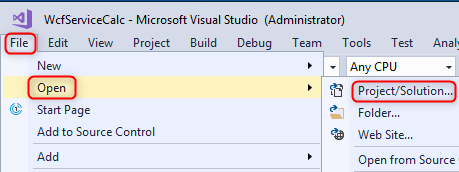 WcfServiceCalc - Microsoft Visual Studio (Administrator)
File Edit View Project Build Debug Team Tools Test Analy
New
Any CPU
Open
Project/Solution...
Start Page
Folder...
Add to Source Control
Web Site...
Add
Open from Source C